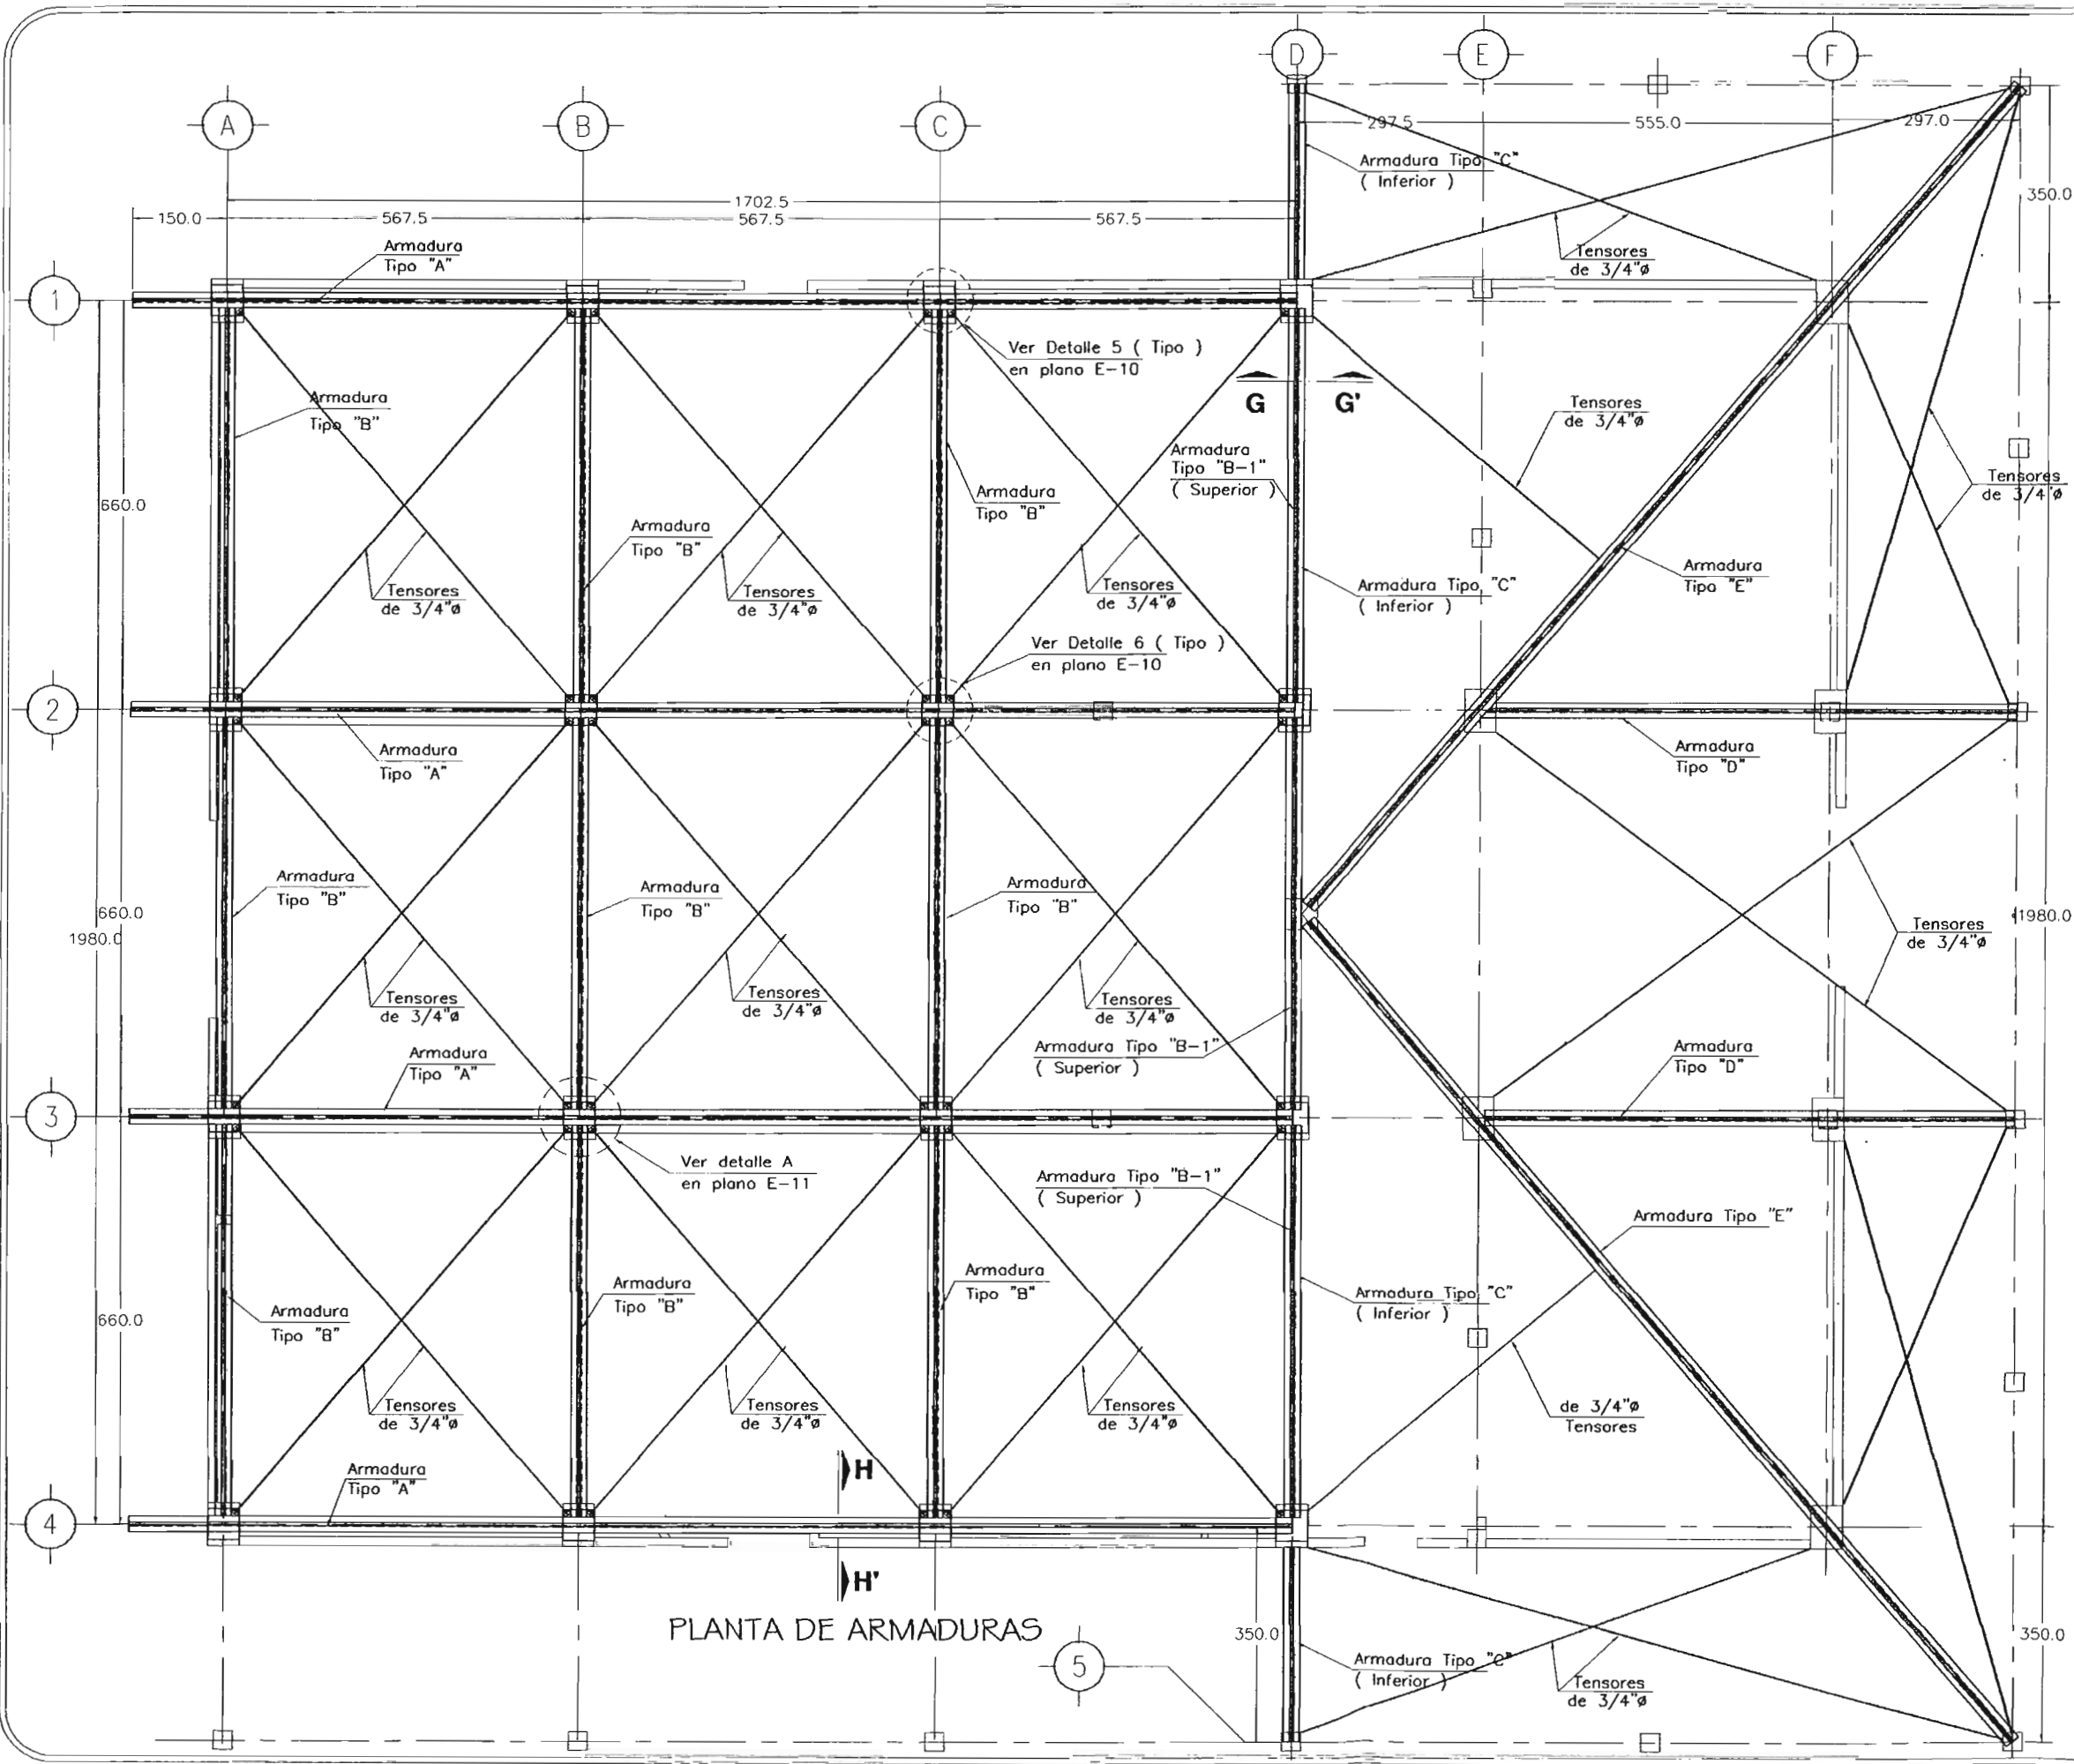 D
E
F
A
B
C
297.5
555.0
297.0
Armadura Tipo "C"
( Inferior )
350.0
1702.5
150.0
567.5
567.5
567.5
Armadura
Tipo "A"
Tensores
de 3/4"ø
1
Ver Detalle 5 ( Tipo )
en plano E-10
G
G'
Armadura
Tipo "B"
Tensores
de 3/4"ø
Armadura
Tipo "B-1"
( Superior )
Tensores
de 3/4"ø
Armadura
Tipo "B"
660.0
Armadura
Tipo "B"
Armadura
Tipo "E"
Tensores
de 3/4"ø
Tensores
de 3/4"ø
Tensores
de 3/4"ø
Armadura Tipo "C"
( Inferior )
Ver Detalle 6 ( Tipo )
en plano E-10
2
Armadura
Tipo "A"
Armadura
Tipo "D"
Armadura
Tipo "B"
Armadura
Tipo "B"
Armadura
Tipo "B"
660.0
1980.0
1980.0
Tensores
de 3/4"ø
Tensores
de 3/4"ø
Tensores
de 3/4"ø
Tensores
de 3/4"ø
Armadura
Tipo "A"
Armadura Tipo "B-1"
( Superior )
Armadura
Tipo "D"
3
Ver detalle A
en plano E-11
Armadura Tipo "B-1"
( Superior )
Armadura Tipo "E"
Armadura
Tipo "B"
Armadura
Tipo "B"
Armadura
Tipo "B"
Armadura Tipo "C"
( Inferior )
660.0
Tensores
de 3/4"ø
Tensores
de 3/4"ø
Tensores
de 3/4"ø
de 3/4"ø
Tensores
H
Armadura
Tipo "A"
4
H'
PLANTA DE ARMADURAS
350.0
350.0
5
Armadura Tipo "C"
( Inferior )
Tensores
de 3/4"ø